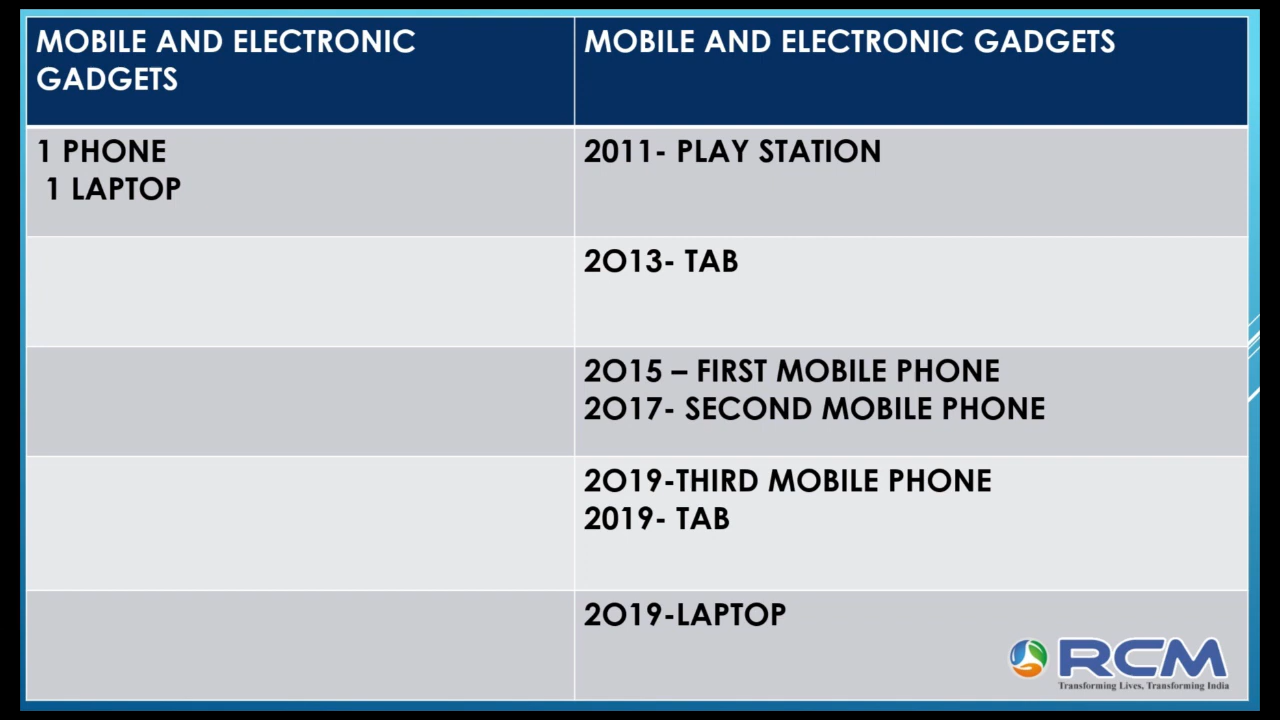 MOBILE AND ELECTRONIC
GADGETS
MOBILE AND ELECTRONIC GADGETS
1 PHONE
1 LAPTOP
2011- PLAY STATION
2O13- TAB
2O15 – FIRST MOBILE PHONE
2O17- SECOND MOBILE PHONE
2O19-THIRD MOBILE PHONE
2019- TAB
2O19-LAPTOP
RCM
Transforming Lives, Transforming India